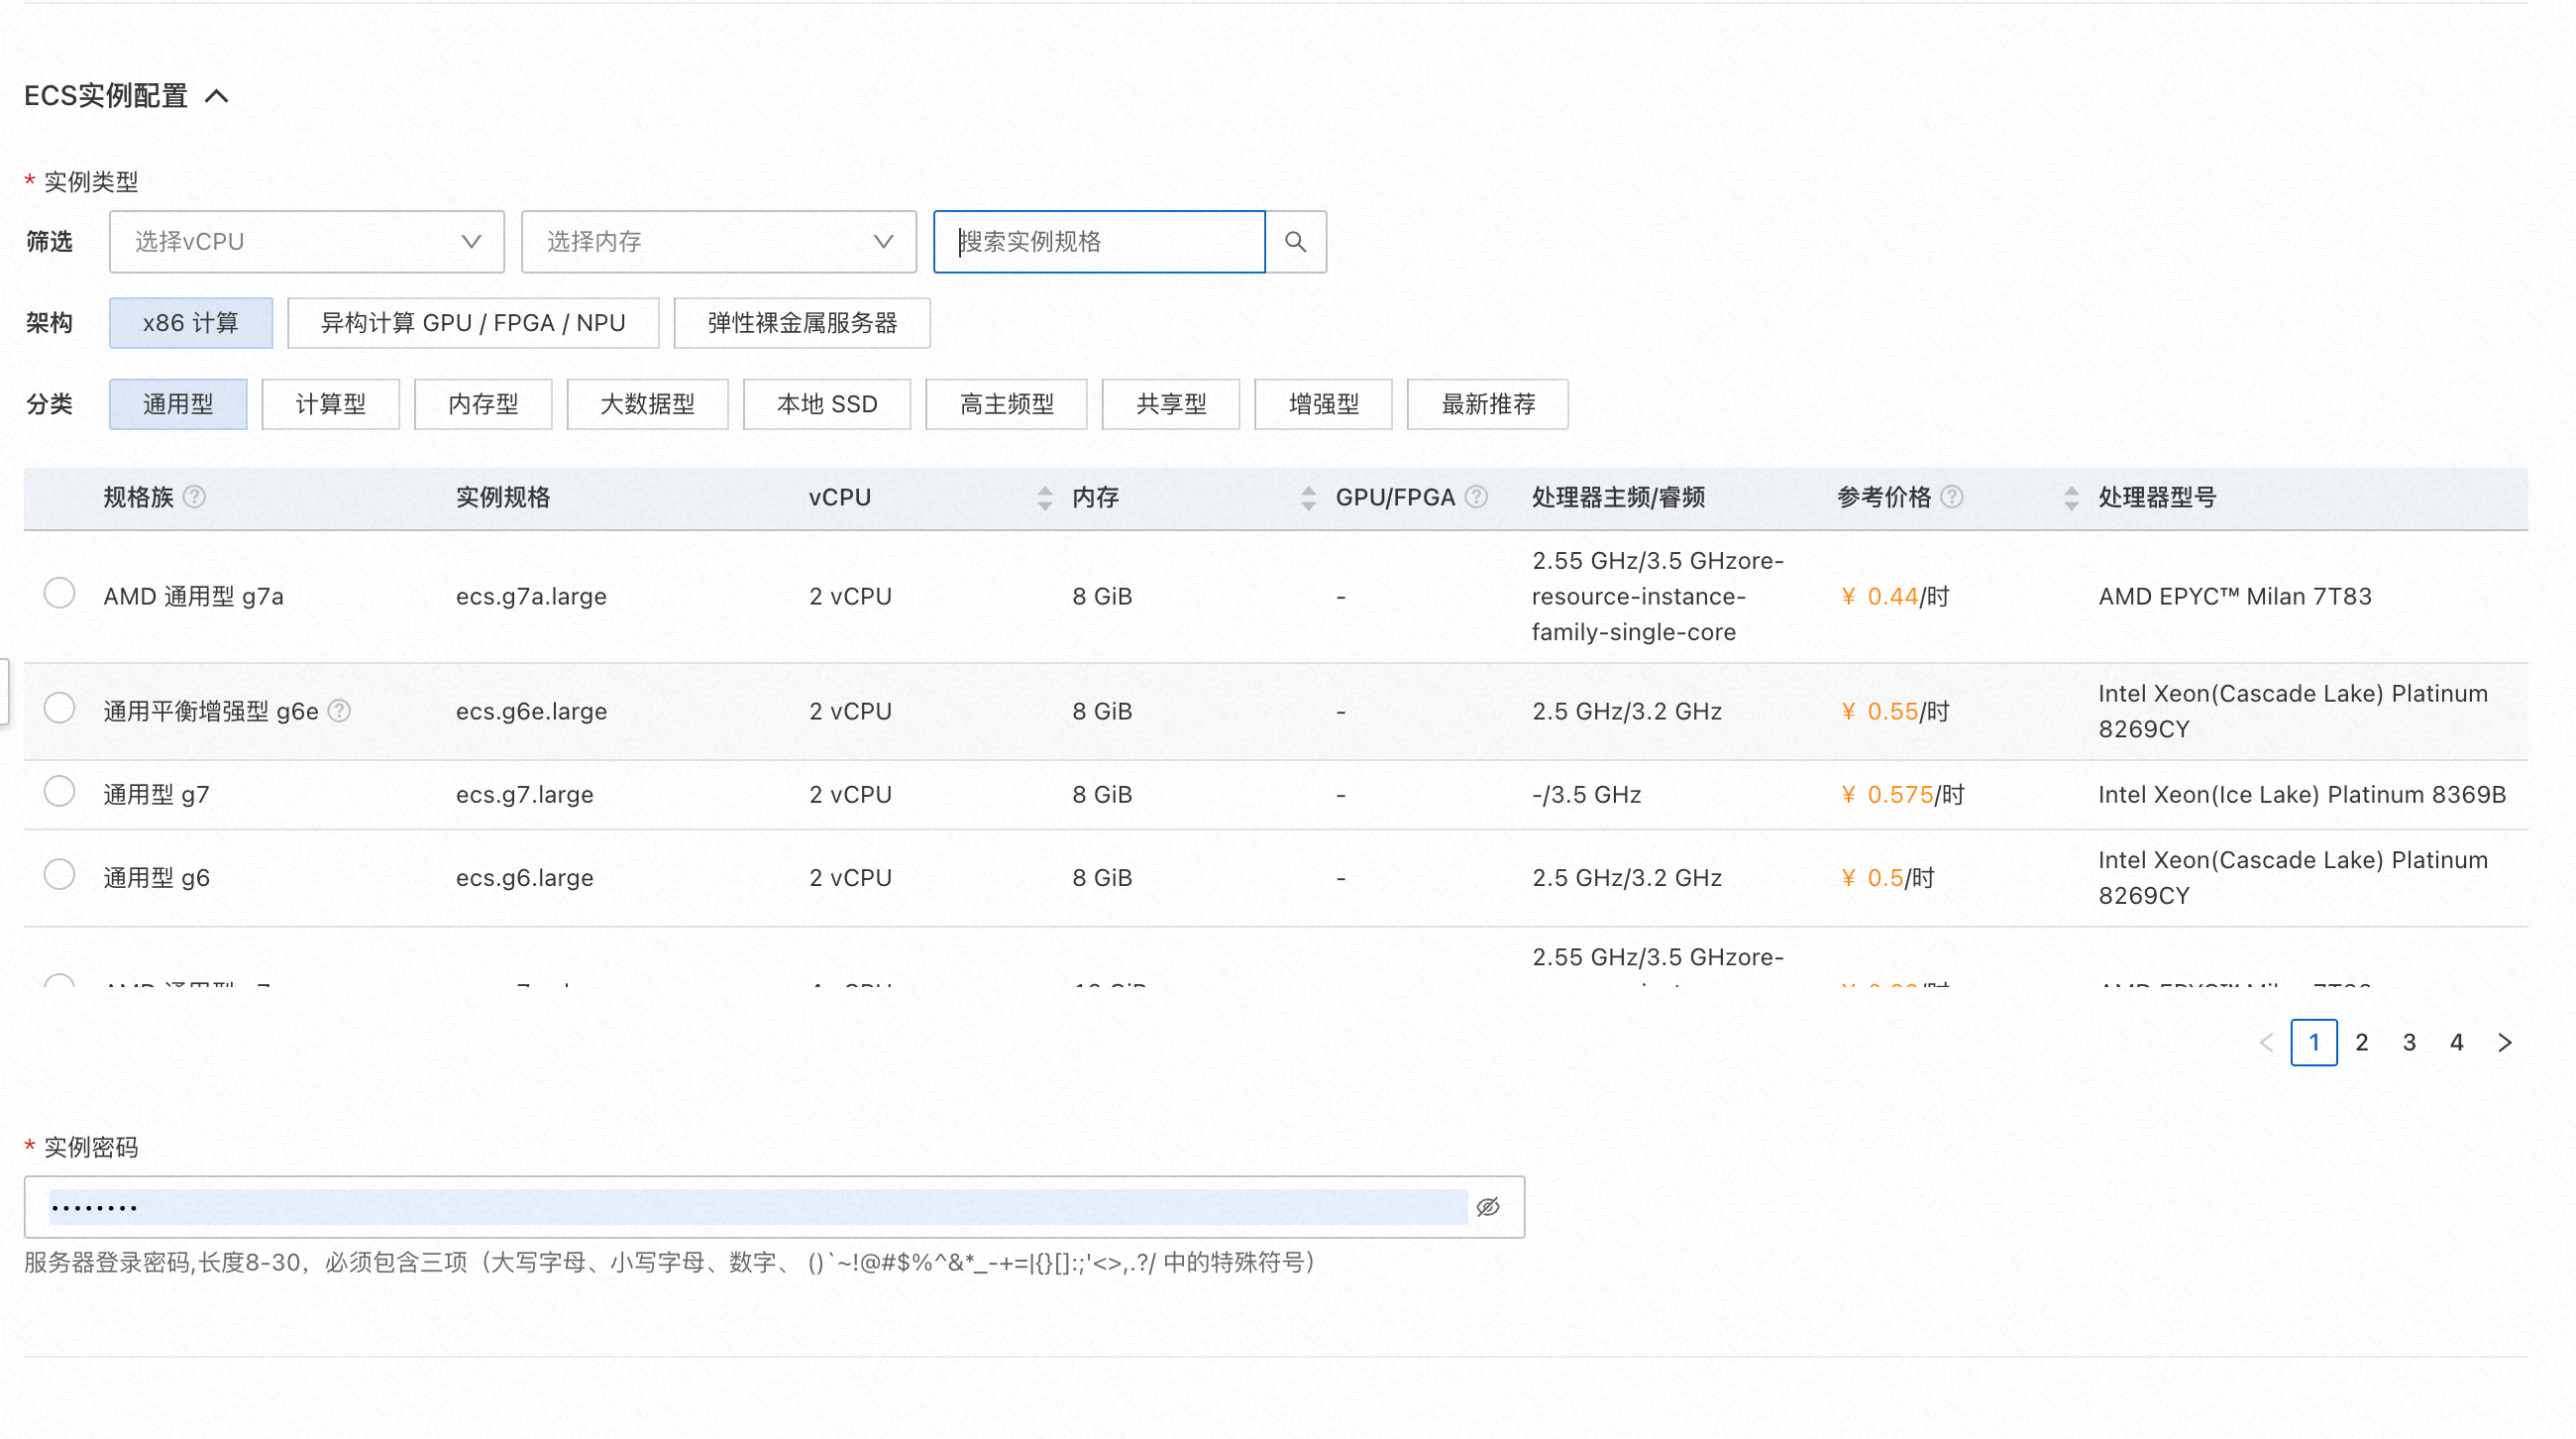 ECS实例配置
* 实例类型
筛选 选择vCPU 选择内存 搜索实例规格
架构 x86 计算 异构计算 GPU / FPGA / NPU 弹性裸金属服务器
分类 通用型 计算型 内存型 大数据型 本地 SSD 高主频型 共享型 增强型 最新推荐
规格族 实例规格 vCPU 内存 GPU/FPGA 处理器主频/睿频 参考价格 处理器型号
AMD 通用型 g7a ecs.g7a.large 2 vCPU 8 GiB - 2.55 GHz/3.5 GHzore-
resource-instance-
family-single-core
¥ 0.44/时 AMD EPYC™ Milan 7T83
通用平衡增强型 g6e ecs.g6e.large 2 vCPU 8 GiB - 2.5 GHz/3.2 GHz ¥ 0.55/时 Intel Xeon(Cascade Lake) Platinum
8269CY
通用型 g7 ecs.g7.large 2 vCPU 8 GiB - -/3.5 GHz ¥ 0.575/时 Intel Xeon(Ice Lake) Platinum 8369B
通用型 g6 ecs.g6.large 2 vCPU 8 GiB - 2.5 GHz/3.2 GHz ¥ 0.5/时 Intel Xeon(Cascade Lake) Platinum
8269CY
2.55 GHz/3.5 GHzore-
1 2 3 4
* 实例密码
服务器登录密码,长度8-30，必须包含三项（大写字母、小写字母、数字、 ()`~!@#$%^&*_-+=|{}[]:;'<>,.?/ 中的特殊符号）